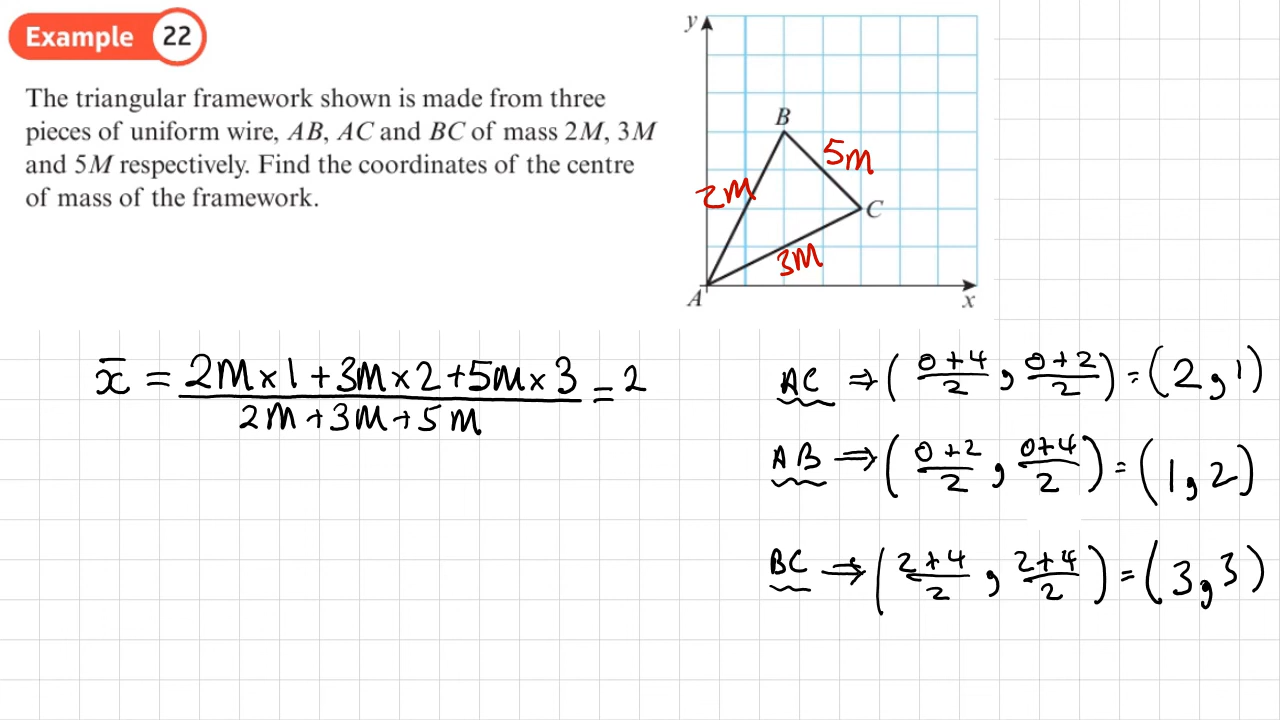 Example 22
The triangular framework shown is made from three
pieces of uniform wire, AB, AC and BC of mass 2M, 3M
and 5M respectively. Find the coordinates of the centre
of mass of the framework.
y
B
5M
2M
C
3M
A
x
x̄ = (2M×1+3M×2+5M×3)/(2M+3M+5M) = 2
AC ⇒ ((0+4)/2 , (0+2)/2) = (2,1)
AB ⇒ ((0+2)/2 , (0+4)/2) = (1,2)
BC ⇒ ((2+4)/2 , (2+4)/2) = (3,3)